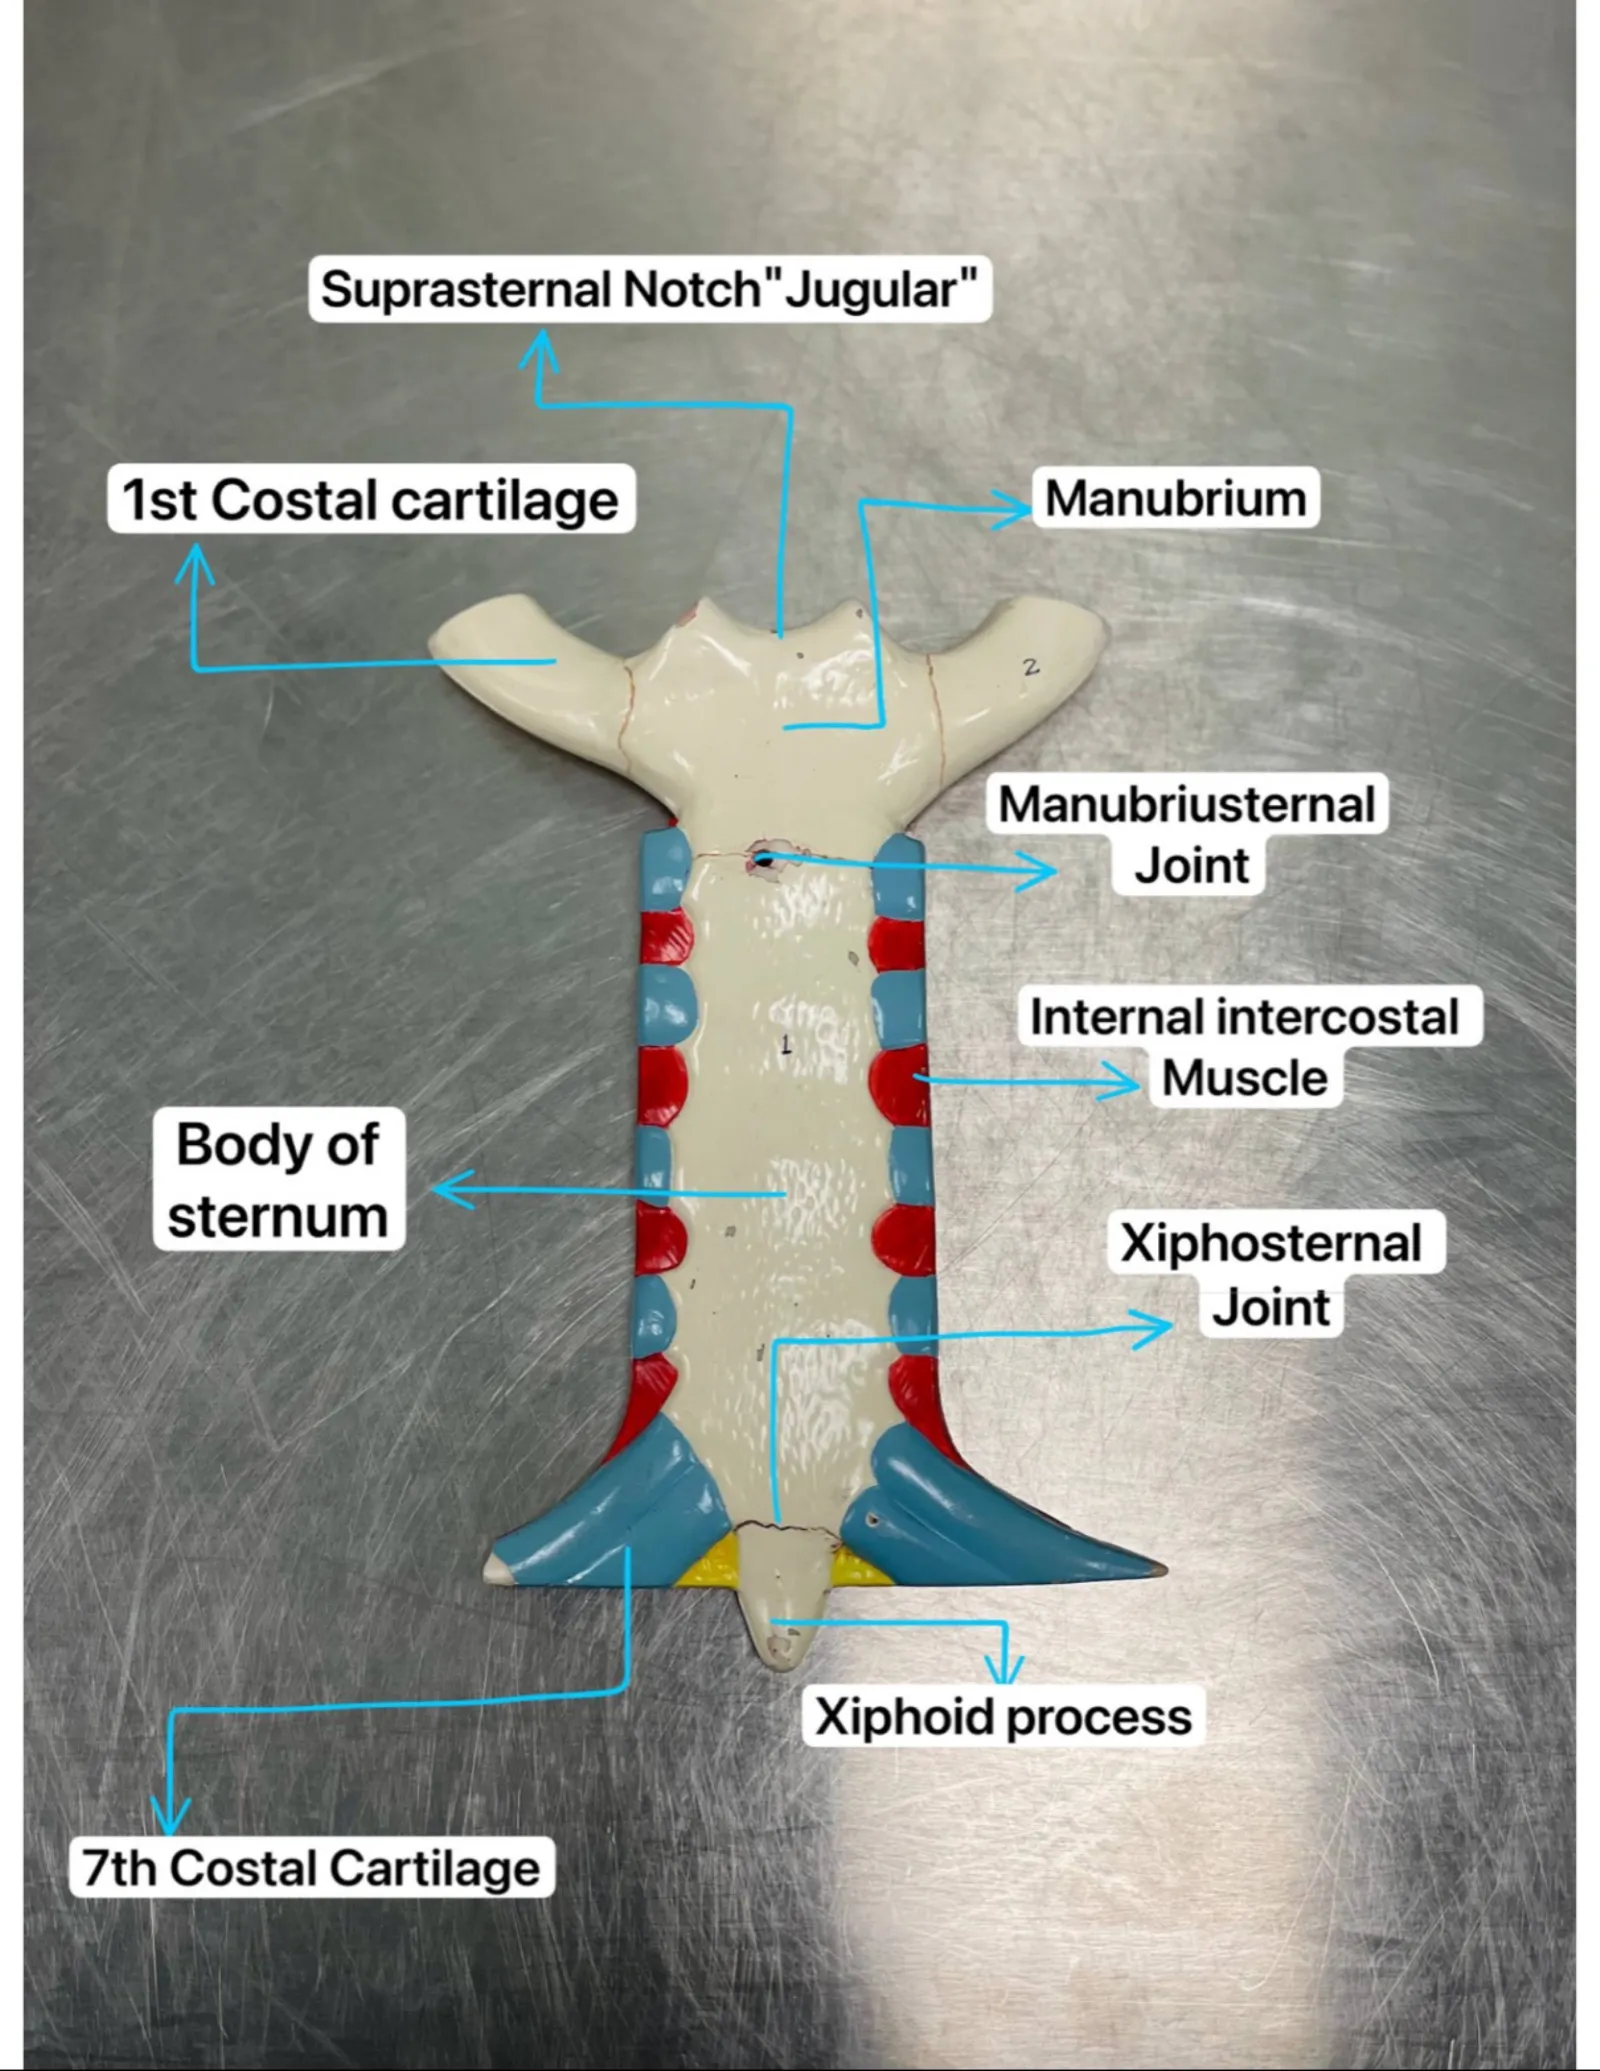 Suprasternal Notch"Jugular"
1st Costal cartilage
Manubrium
2
Manubriusternal
Joint
Internal intercostal
Muscle
1
Body of
sternum
Xiphosternal
Joint
Xiphoid process
7th Costal Cartilage